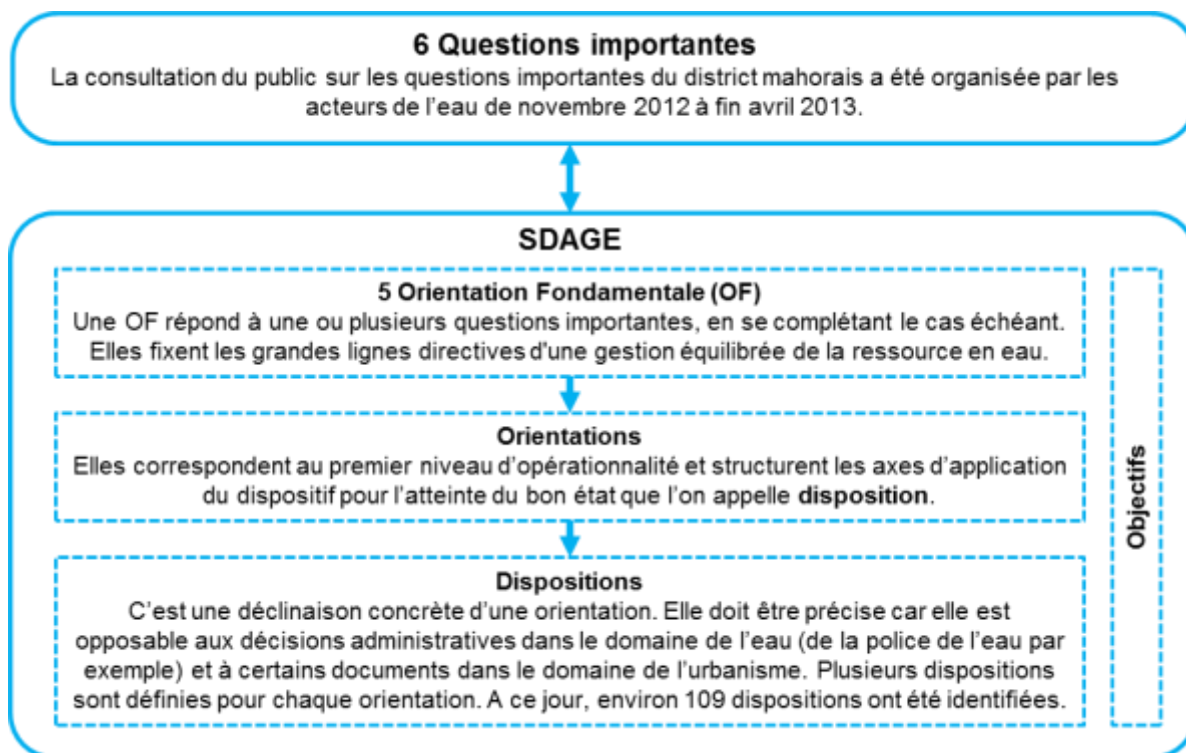 6 Questions importantes
La consultation du public sur les questions importantes du district mahorais a été organisée par les
acteurs de l'eau de novembre 2012 à fin avril 2013.
SDAGE
5 Orientation Fondamentale (OF)
Une OF répond à une ou plusieurs questions importantes, en se complétant le cas échéant.
Elles fixent les grandes lignes directives d'une gestion équilibrée de la ressource en eau.
Orientations
Elles correspondent au premier niveau d'opérationnalité et structurent les axes d'application
du dispositif pour l'atteinte du bon état que l'on appelle disposition.
Dispositions
C'est une déclinaison concrète d'une orientation. Elle doit être précise car elle est
opposable aux décisions administratives dans le domaine de l'eau (de la police de l'eau par
exemple) et à certains documents dans le domaine de l'urbanisme. Plusieurs dispositions
sont définies pour chaque orientation. A ce jour, environ 109 dispositions ont été identifiées.
Objectifs